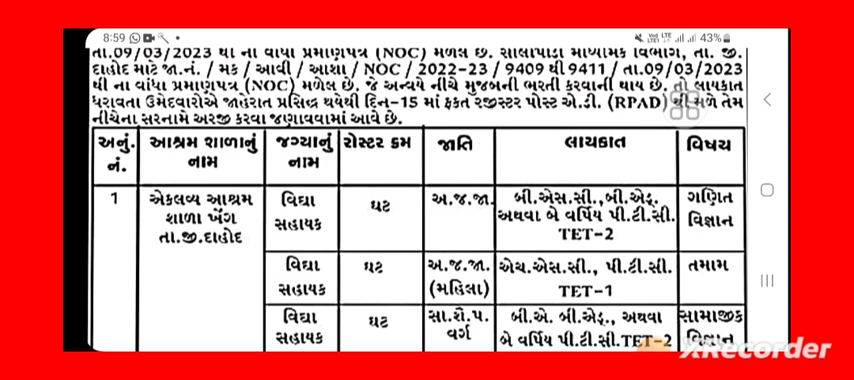 8:59
43%
તા.09/03/2023 થી ના વાંધા પ્રમાણપત્ર (NOC) મળેલ છે. સાલાપાડા માધ્યમિક વિભાગ, તા. જી.
દાહોદ માટે જા.નં. / મક / આવી / આશા / NOC / 2022-23 / 9409 થી 9411 / તા.09/03/2023
થી ના વાંધા પ્રમાણપત્ર (NOC) મળેલ છે. જે અન્વયે નીચે મુજબની ભરતી કરવાની થાય છે. તો લાયકાત
ધરાવતા ઉમેદવારોએ જાહેરાત પ્રસિધ્ધ થયેથી દિન-15 માં ફકત રજીસ્ટર પોસ્ટ એ.ડી. (RPAD) થી મળે તેમ
નીચેના સરનામે અરજી કરવા જણાવવામાં આવે છે.
અનું. નં. આશ્રમ શાળાનું નામ જગ્યાનું નામ રોસ્ટર ક્રમ જાતિ લાયકાત વિષય
1 એકલવ્ય આશ્રમ વિદ્યા ઘટ અ.જ.જા. બી.એસ.સી.,બી.એડ્. ગણિત
શાળા ખેંગ સહાયક અથવા બે વર્ષિય પી.ટી.સી. વિજ્ઞાન
તા.જી.દાહોદ TET-2
વિદ્યા ઘટ અ.જ.જા. એચ.એસ.સી., પી.ટી.સી. તમામ
સહાયક (મહિલા) TET-1
વિદ્યા ઘટ સા.શૈ.પ. બી.એ. બી.એડ્., અથવા સામાજીક
સહાયક વર્ગ બે વર્ષિય પી.ટી.સી.TET-2 વિજ્ઞાન
XRecorder